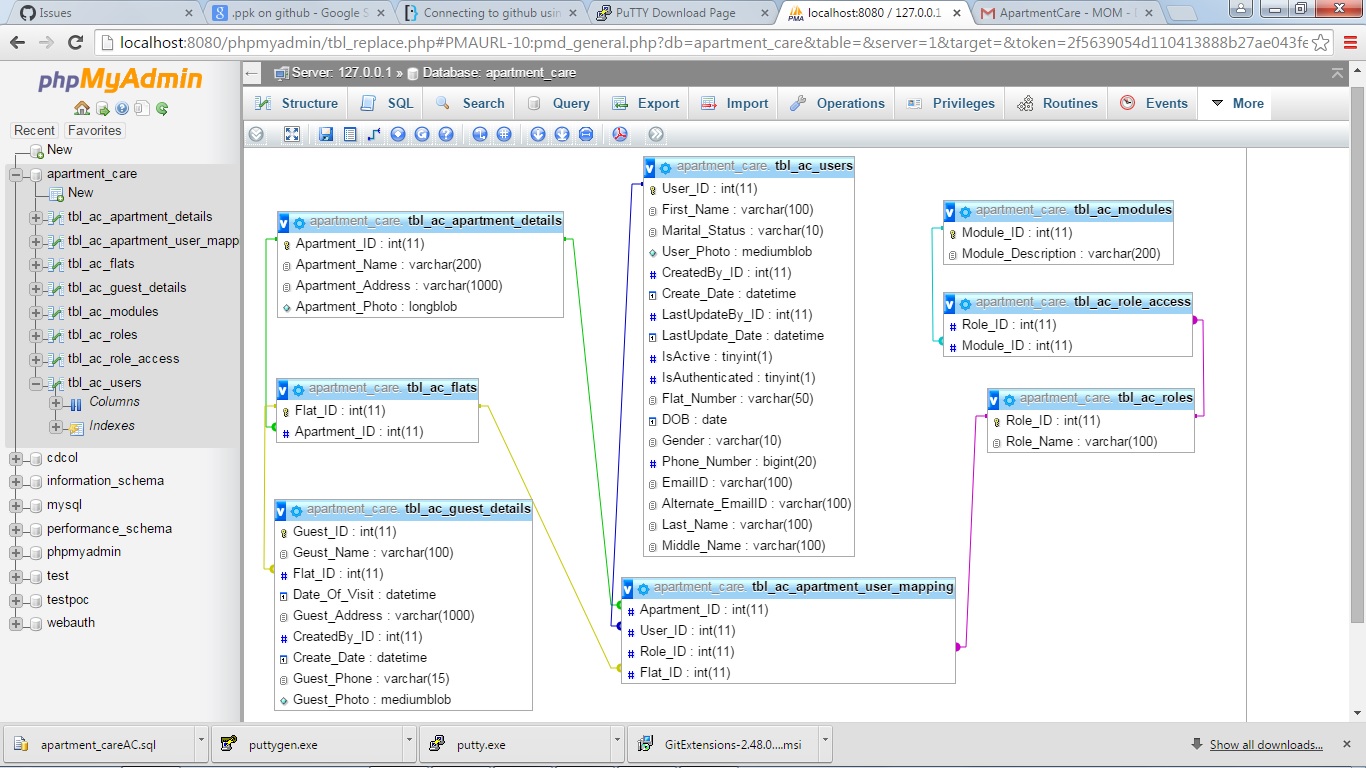 Issues
.ppk on github - Google S
Connecting to github usin
PuTTY Download Page
localhost:8080 / 127.0.0.1
ApartmentCare - MOM -
localhost:8080/phpmyadmin/tbl_replace.php#PMAURL-10:pmd_general.php?db=apartment_care&table=&server=1&target=&token=2f5639054d110413888b27ae043fe
phpMyAdmin
Recent Favorites
New
apartment_care
New
tbl_ac_apartment_details
tbl_ac_apartment_user_mapp
tbl_ac_flats
tbl_ac_guest_details
tbl_ac_modules
tbl_ac_roles
tbl_ac_role_access
tbl_ac_users
Columns
Indexes
cdcol
information_schema
mysql
performance_schema
phpmyadmin
test
testpoc
webauth
Server: 127.0.0.1 » Database: apartment_care
Structure SQL Search Query Export Import Operations Privileges Routines Events More
apartment_care. tbl_ac_apartment_details
Apartment_ID : int(11)
Apartment_Name : varchar(200)
Apartment_Address : varchar(1000)
Apartment_Photo : longblob
apartment_care. tbl_ac_flats
Flat_ID : int(11)
Apartment_ID : int(11)
apartment_care. tbl_ac_guest_details
Guest_ID : int(11)
Geust_Name : varchar(100)
Flat_ID : int(11)
Date_Of_Visit : datetime
Guest_Address : varchar(1000)
CreatedBy_ID : int(11)
Create_Date : datetime
Guest_Phone : varchar(15)
Guest_Photo : mediumblob
apartment_care. tbl_ac_users
User_ID : int(11)
First_Name : varchar(100)
Marital_Status : varchar(10)
User_Photo : mediumblob
CreatedBy_ID : int(11)
Create_Date : datetime
LastUpdateBy_ID : int(11)
LastUpdate_Date : datetime
IsActive : tinyint(1)
IsAuthenticated : tinyint(1)
Flat_Number : varchar(50)
DOB : date
Gender : varchar(10)
Phone_Number : bigint(20)
EmailID : varchar(100)
Alternate_EmailID : varchar(100)
Last_Name : varchar(100)
Middle_Name : varchar(100)
apartment_care. tbl_ac_apartment_user_mapping
Apartment_ID : int(11)
User_ID : int(11)
Role_ID : int(11)
Flat_ID : int(11)
apartment_care. tbl_ac_modules
Module_ID : int(11)
Module_Description : varchar(200)
apartment_care. tbl_ac_role_access
Role_ID : int(11)
Module_ID : int(11)
apartment_care. tbl_ac_roles
Role_ID : int(11)
Role_Name : varchar(100)
apartment_careAC.sql
puttygen.exe
putty.exe
GitExtensions-2.48.0....msi
Show all downloads...